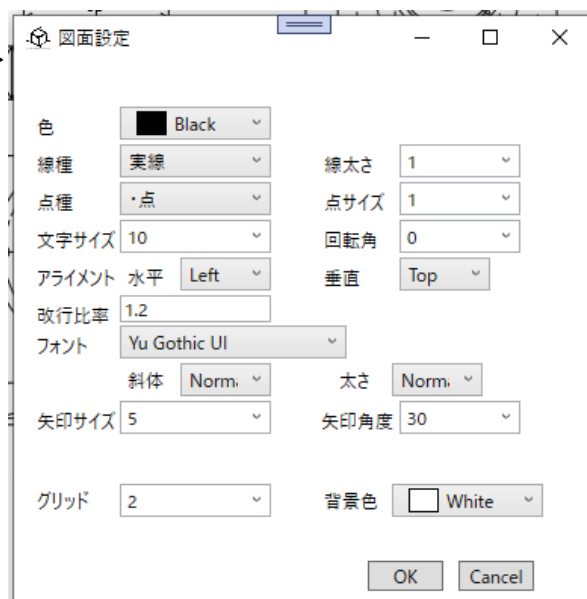 図面設定
色 Black
線種 実線 線太さ 1
点種 ・点 点サイズ 1
文字サイズ 10 回転角 0
アライメント 水平 Left 垂直 Top
改行比率 1.2
フォント Yu Gothic UI
斜体 Norm 太さ Norm
矢印サイズ 5 矢印角度 30
グリッド 2 背景色 White
OK Cancel